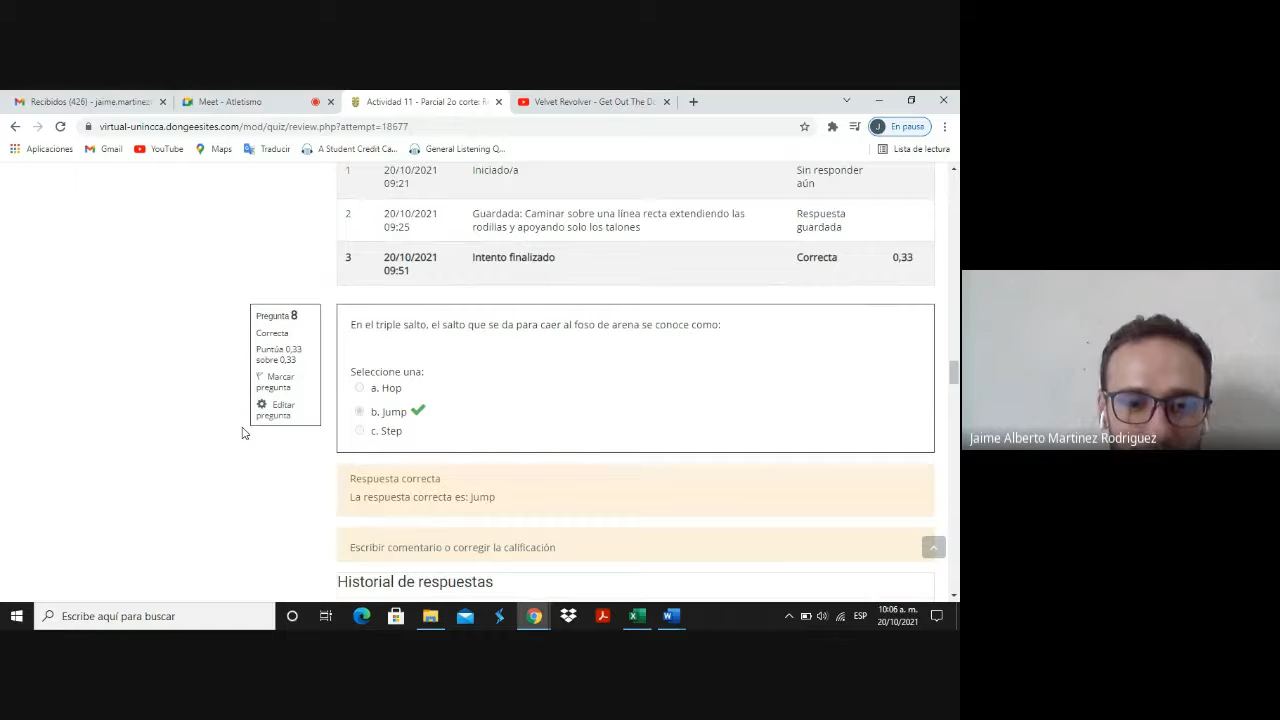 Recibidos (426) - jaime.martinez
Meet - Atletismo
Actividad 11 - Parcial 2o corte: R
Velvet Revolver - Get Out The D
virtual-unincca.dongeesites.com/mod/quiz/review.php?attempt=18677
J
En pausa
Aplicaciones
Gmail
YouTube
Maps
Traducir
A Student Credit Ca...
General Listening Q...
Lista de lectura
1 20/10/2021 Iniciado/a Sin responder
09:21 aún
2 20/10/2021 Guardada: Caminar sobre una línea recta extendiendo las Respuesta
09:25 rodillas y apoyando solo los talones guardada
3 20/10/2021 Intento finalizado Correcta 0,33
09:51
Pregunta 8
Correcta
Puntúa 0,33
sobre 0,33
Marcar
pregunta
Editar
pregunta
En el triple salto, el salto que se da para caer al foso de arena se conoce como:
Seleccione una:
a. Hop
b. Jump
c. Step
Respuesta correcta
La respuesta correcta es: Jump
Escribir comentario o corregir la calificación
Historial de respuestas
Jaime Alberto Martinez Rodriguez
Escribe aquí para buscar
ESP
10:06 a. m.
20/10/2021